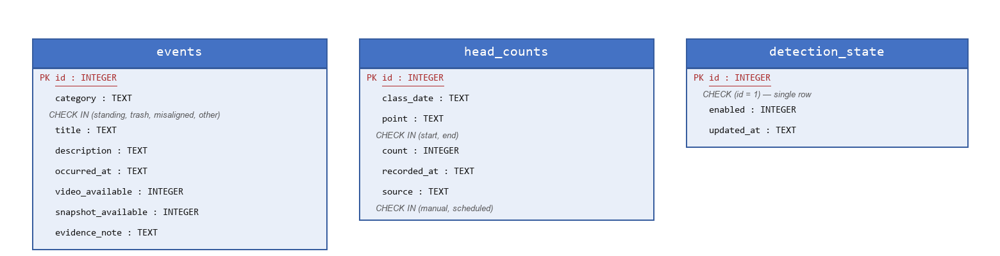 events
PK id : INTEGER
category : TEXT
CHECK IN (standing, trash, misaligned, other)
title : TEXT
description : TEXT
occurred_at : TEXT
video_available : INTEGER
snapshot_available : INTEGER
evidence_note : TEXT
head_counts
PK id : INTEGER
class_date : TEXT
point : TEXT
CHECK IN (start, end)
count : INTEGER
recorded_at : TEXT
source : TEXT
CHECK IN (manual, scheduled)
detection_state
PK id : INTEGER
CHECK (id = 1) — single row
enabled : INTEGER
updated_at : TEXT